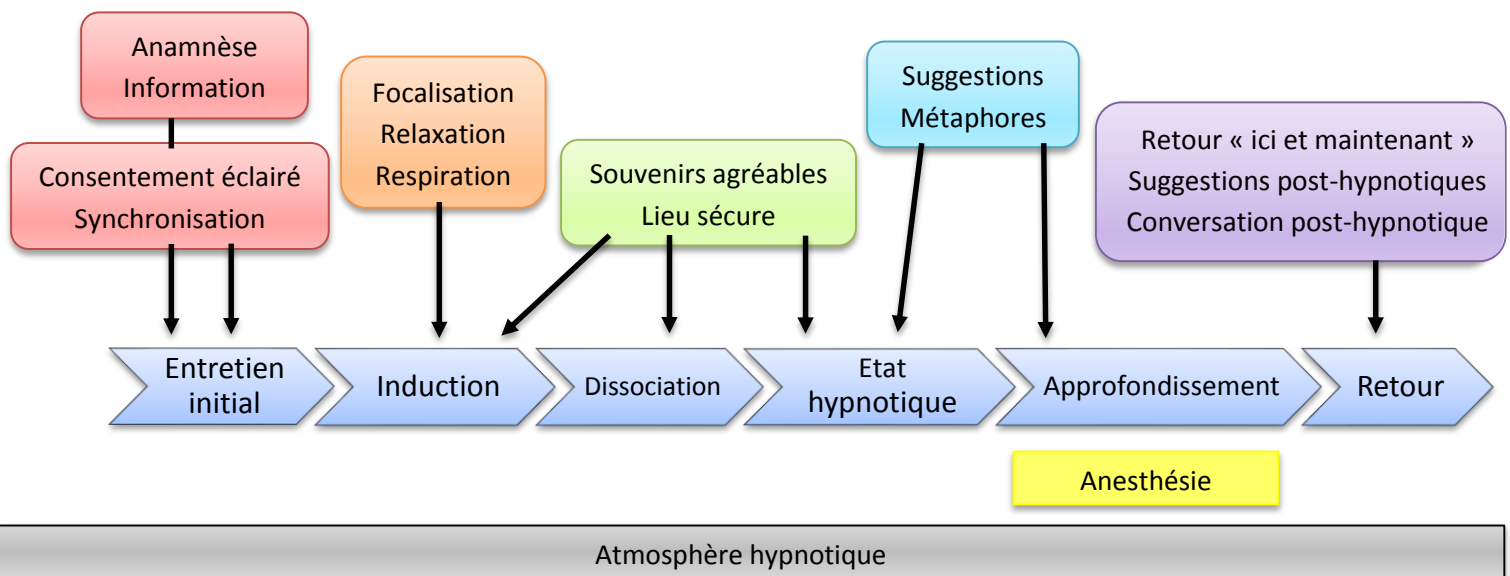 Anamnèse
Information
Consentement éclairé
Synchronisation
Focalisation
Relaxation
Respiration
Souvenirs agréables
Lieu sécure
Suggestions
Métaphores
Retour « ici et maintenant »
Suggestions post-hypnotiques
Conversation post-hypnotique
Entretien
initial
Induction
Dissociation
Etat
hypnotique
Approfondissement
Retour
Anesthésie
Atmosphère hypnotique